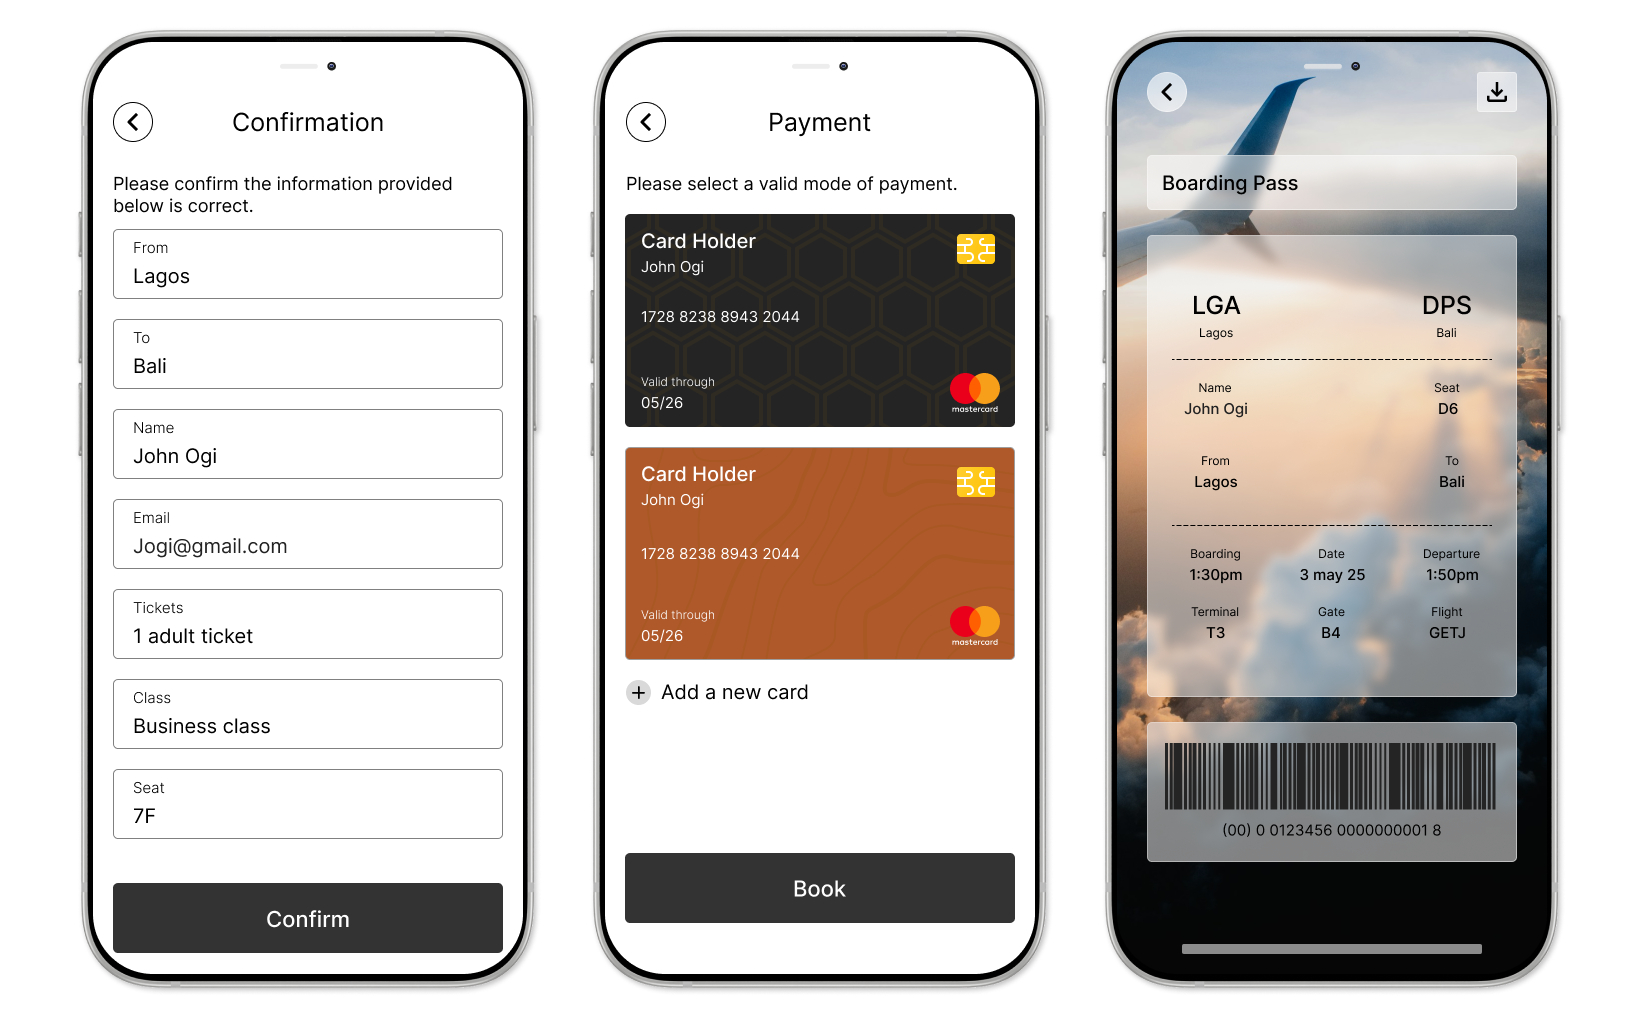 Confirmation
Please confirm the information provided
below is correct.
From
Lagos
To
Bali
Name
John Ogi
Email
Jogi@gmail.com
Tickets
1 adult ticket
Class
Business class
Seat
7F
Confirm
Payment
Please select a valid mode of payment.
Card Holder
John Ogi
1728 8238 8943 2044
Valid through
05/26
mastercard
Card Holder
John Ogi
1728 8238 8943 2044
Valid through
05/26
mastercard
Add a new card
Book
Boarding Pass
LGA DPS
Lagos Bali
Name Seat
John Ogi D6
From To
Lagos Bali
Boarding Date Departure
1:30pm 3 may 25 1:50pm
Terminal Gate Flight
T3 B4 GETJ
(00) 0 0123456 0000000001 8